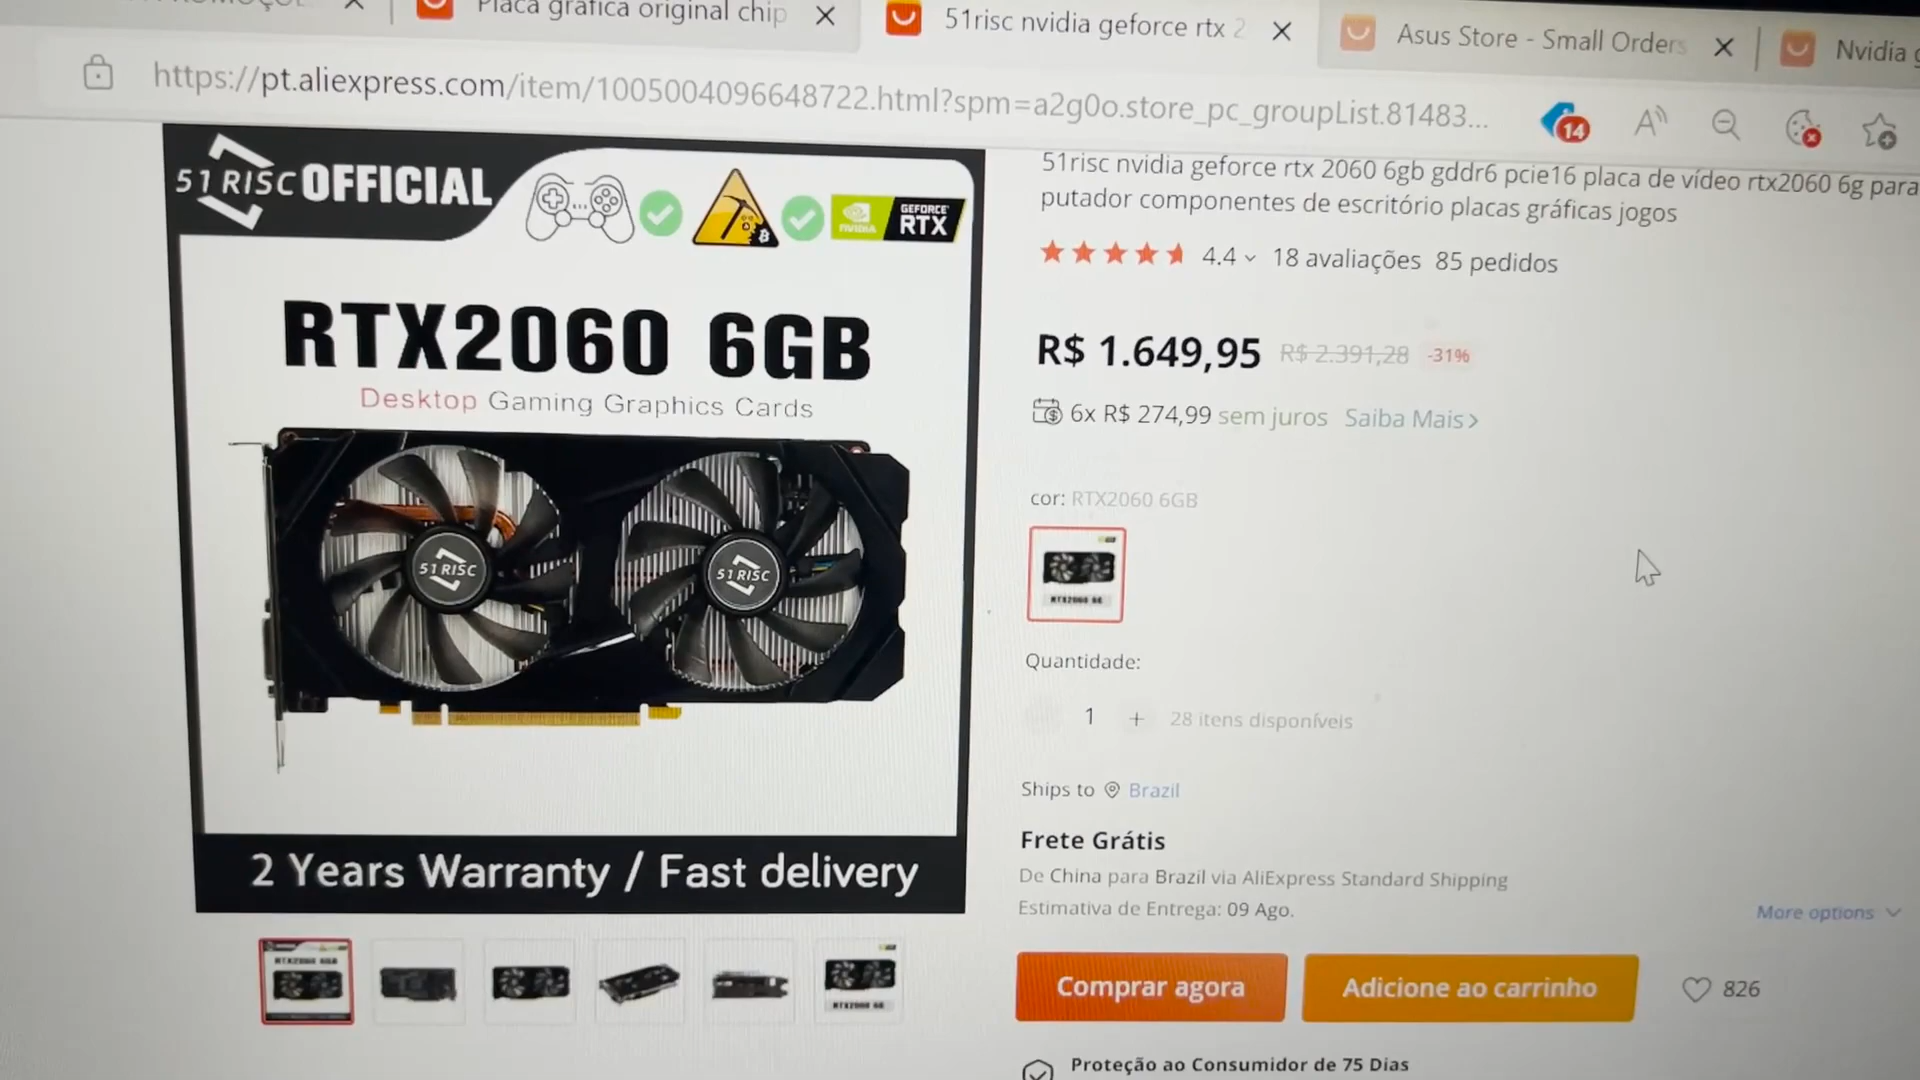 Placa gráfica original chip
51risc nvidia geforce rtx 2
Asus Store - Small Orders
Nvidia g
https://pt.aliexpress.com/item/1005004096648722.html?spm=a2g0o.store_pc_groupList.81483...
14
51 RISC OFFICIAL
NVIDIA
GEFORCE
RTX
RTX2060 6GB
Desktop Gaming Graphics Cards
51 RISC
51 RISC
2 Years Warranty / Fast delivery
51risc nvidia geforce rtx 2060 6gb gddr6 pcie16 placa de vídeo rtx2060 6g para
putador componentes de escritório placas gráficas jogos
4.4 18 avaliações 85 pedidos
R$ 1.649,95 R$ 2.391,28 -31%
6x R$ 274,99 sem juros Saiba Mais
cor: RTX2060 6GB
Quantidade:
1 + 28 itens disponíveis
Ships to Brazil
Frete Grátis
De China para Brazil via AliExpress Standard Shipping
Estimativa de Entrega: 09 Ago.
More options
Comprar agora
Adicione ao carrinho
826
Proteção ao Consumidor de 75 Dias